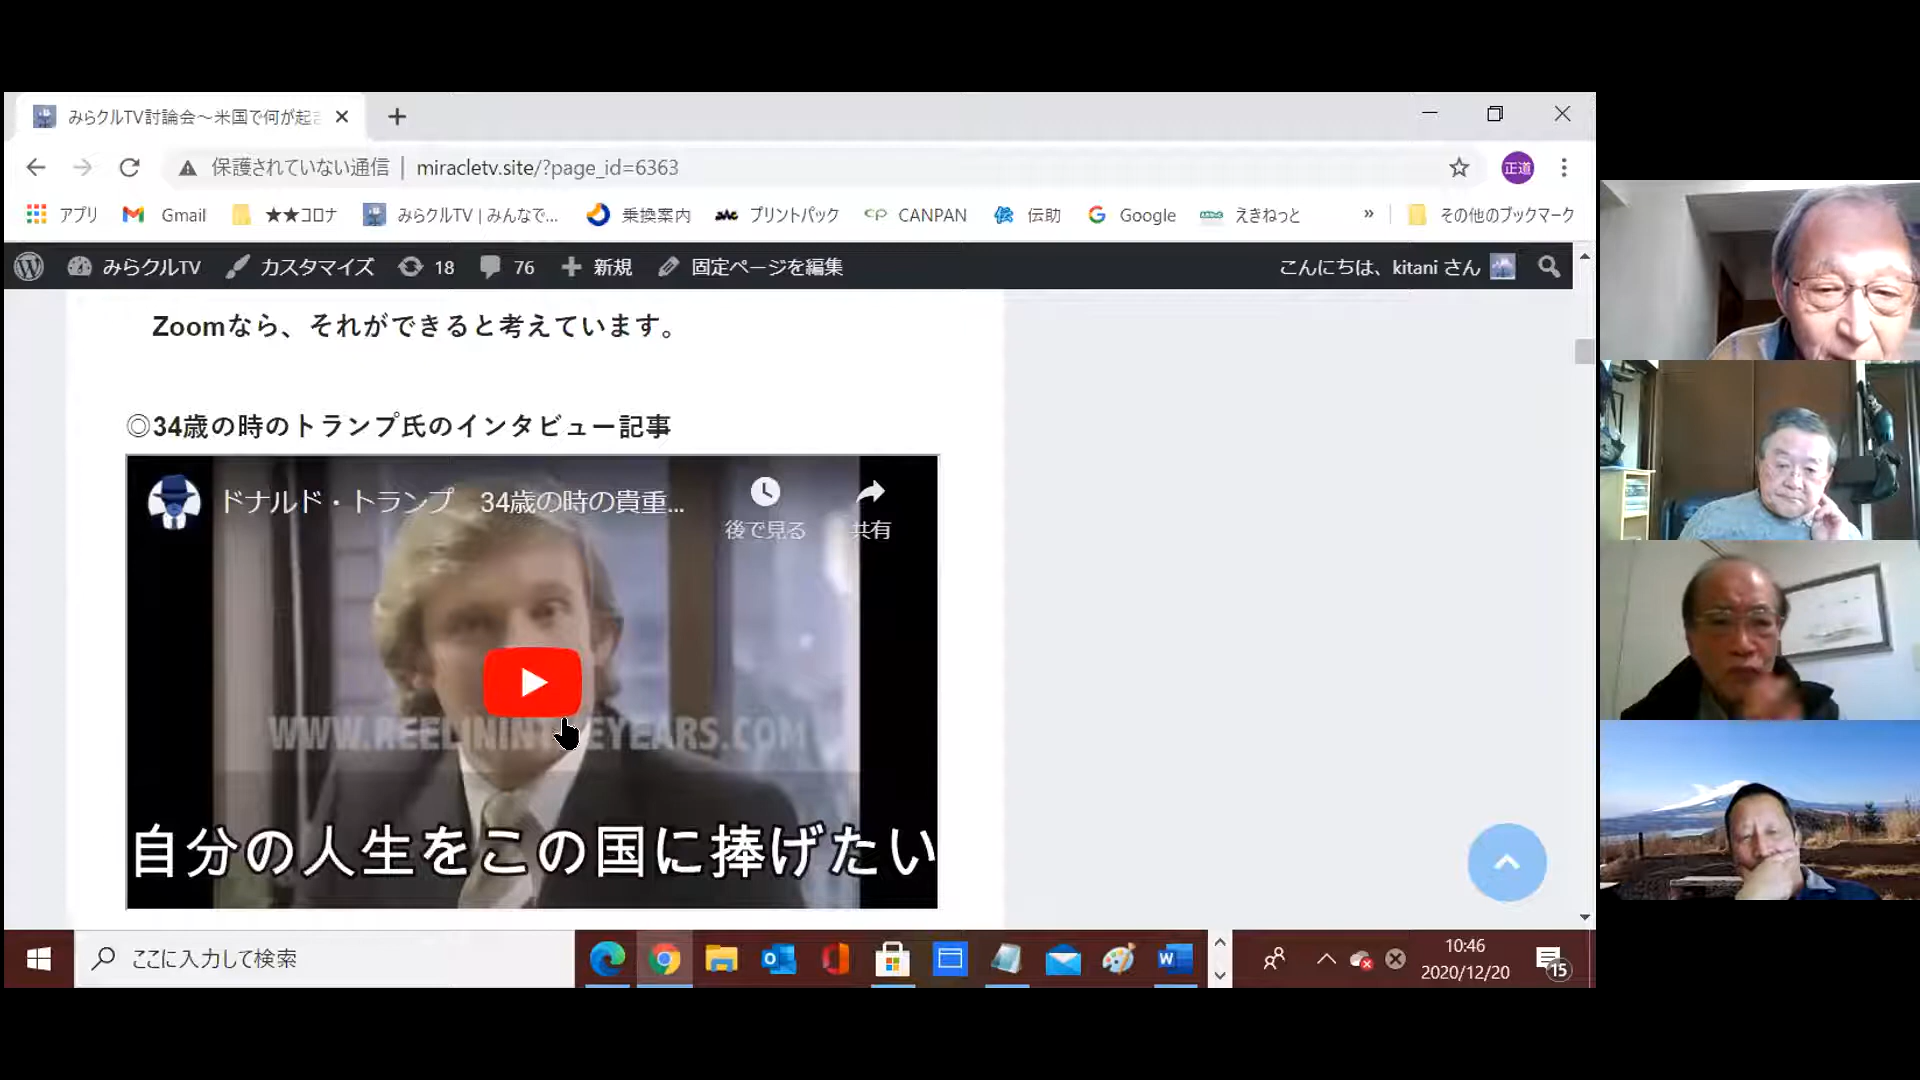 みらクルTV討論会～米国で何が起き
保護されていない通信 | miracletv.site/?page_id=6363
正道
アプリ Gmail ★★コロナ みらクルTV | みんなで... 乗換案内 プリントパック CANPAN 伝助 Google えきねっと » その他のブックマーク
みらクルTV カスタマイズ 18 76 新規 固定ページを編集 こんにちは、kitani さん
Zoomなら、それができると考えています。
◎34歳の時のトランプ氏のインタビュー記事
ドナルド・トランプ 34歳の時の貴重...
後で見る 共有
自分の人生をこの国に捧げたい
ここに入力して検索
10:46
2020/12/20
15